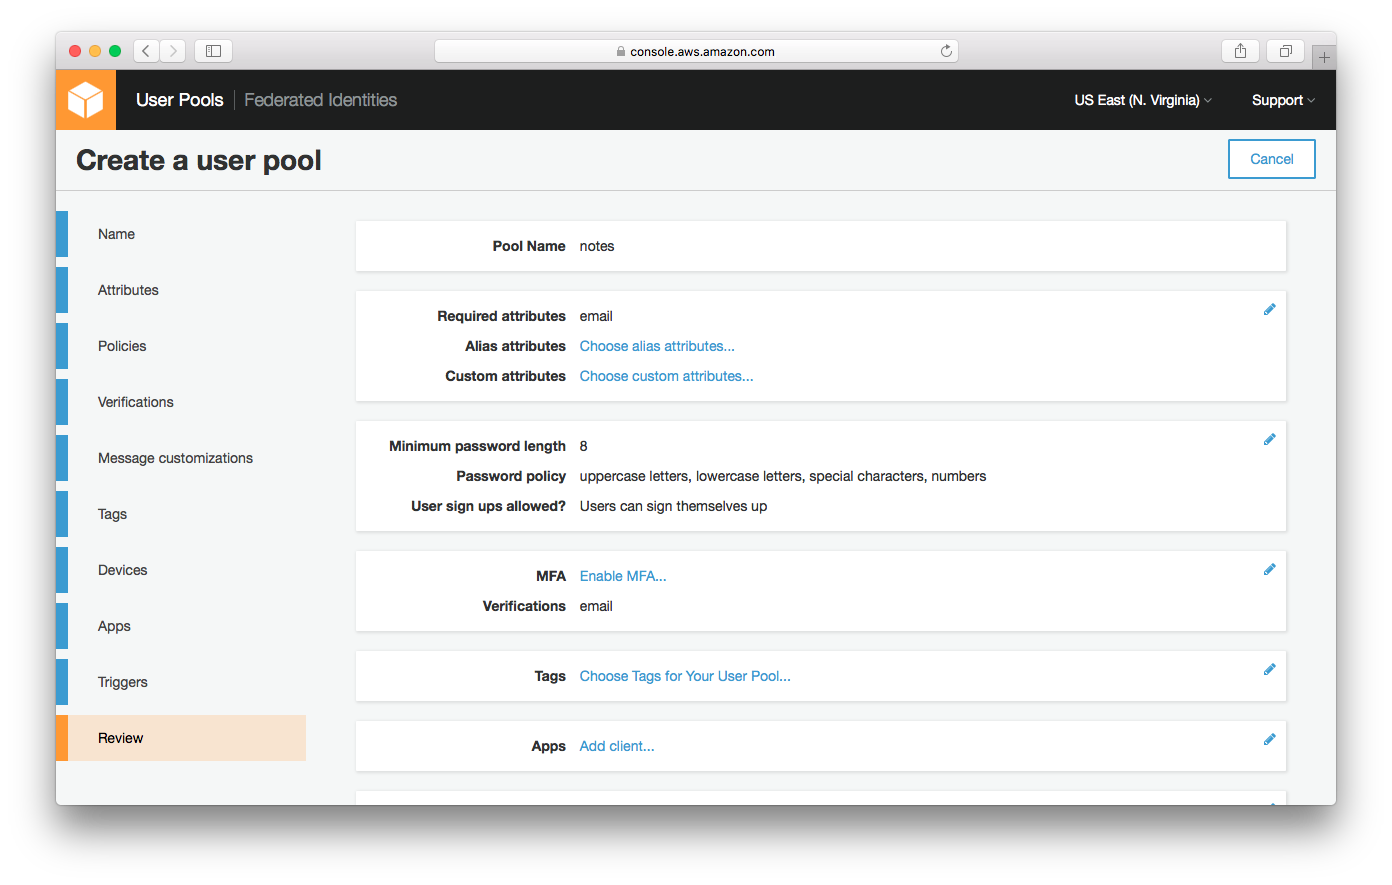 console.aws.amazon.com
User Pools Federated Identities US East (N. Virginia) Support
Create a user pool Cancel
Name
Attributes
Policies
Verifications
Message customizations
Tags
Devices
Apps
Triggers
Review
Pool Name notes
Required attributes email
Alias attributes Choose alias attributes...
Custom attributes Choose custom attributes...
Minimum password length 8
Password policy uppercase letters, lowercase letters, special characters, numbers
User sign ups allowed? Users can sign themselves up
MFA Enable MFA...
Verifications email
Tags Choose Tags for Your User Pool...
Apps Add client...